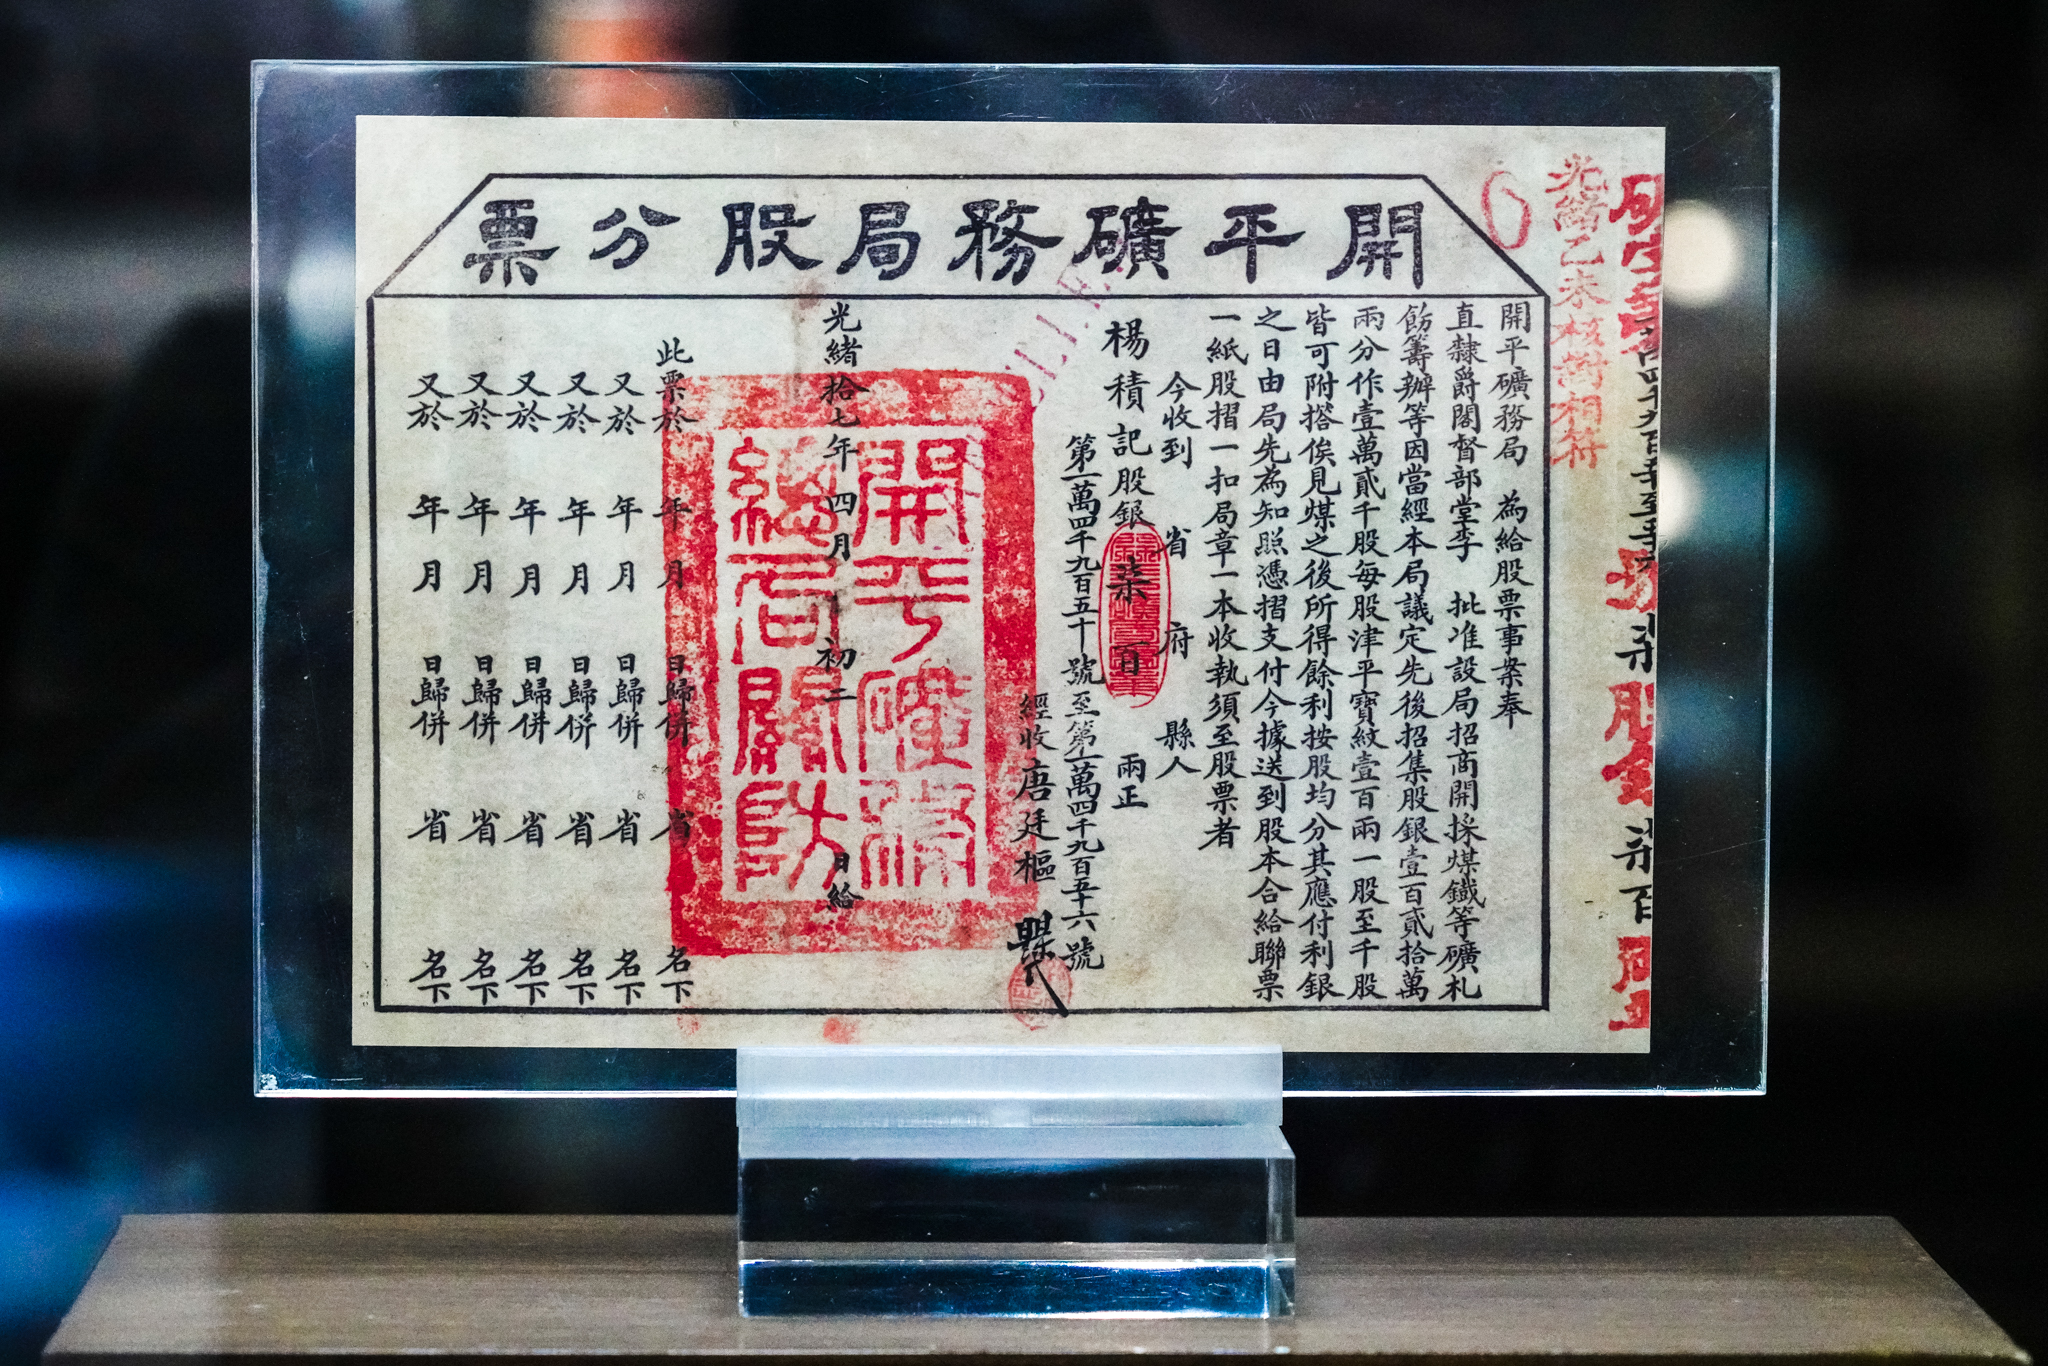 開平礦務局股分票
光緒乙未核對相符
開平礦務局 為給股票事案奉
直隸爵閣督部堂李 批准設局招商開採煤鐵等礦札
飭籌辦等因當經本局議定先後招集股銀壹百貳拾萬
兩分作壹萬貳千股每股津平寶紋壹百兩一股至千股
皆可附搭俟見煤之後所得餘利按股均分其應付利銀
之日由局先為知照憑摺支付今據送到股本合給聯票
一紙股摺一扣局章一本收執須至股票者
今收到 省 府 縣人
楊積記股銀 柒百 兩正
第一萬四千九百五十號至第一萬四千九百五十六號
經收唐廷樞
開平礦務
總局關防
光緒拾七年 四月 初二 日給
此票於 年 月 日歸併 省 名下
又於 年 月 日歸併 省 名下
又於 年 月 日歸併 省 名下
又於 年 月 日歸併 省 名下
又於 年 月 日歸併 省 名下
又於 年 月 日歸併 省 名下